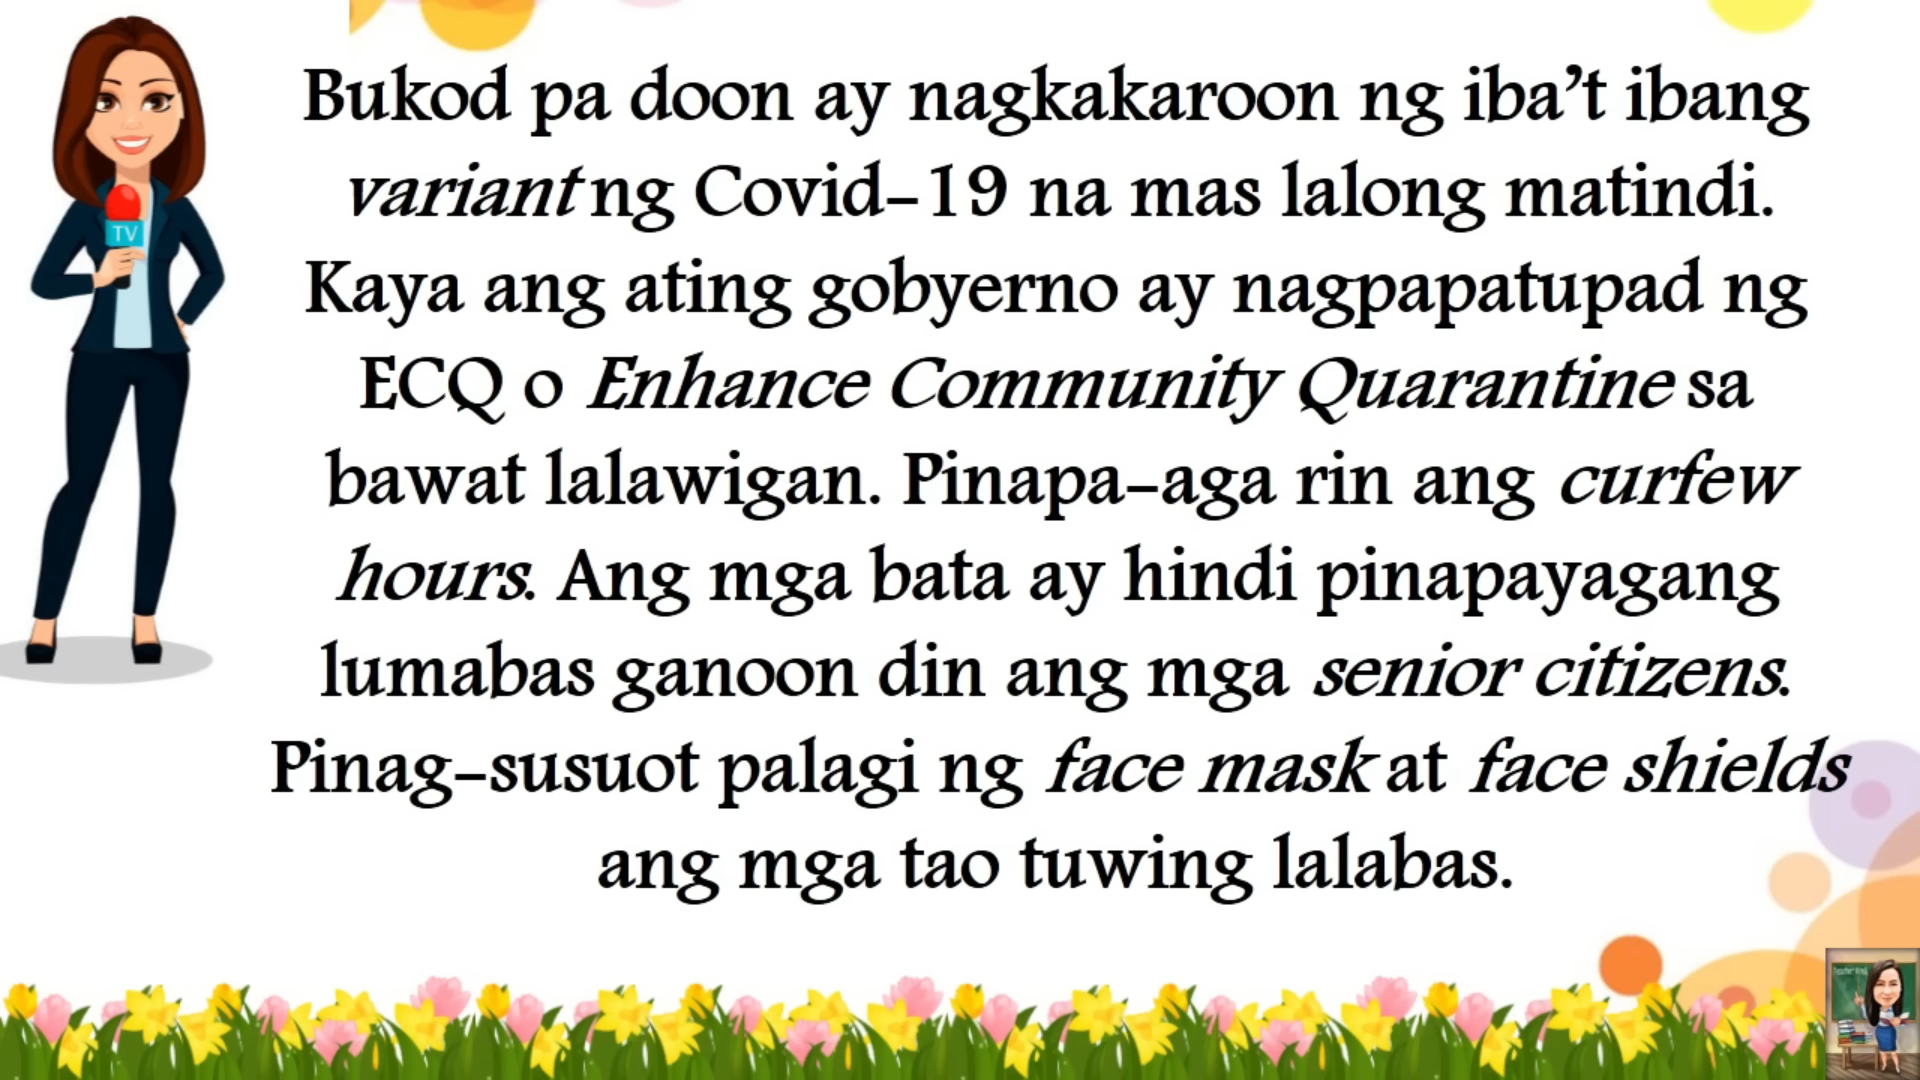 Bukod pa doon ay nagkakaroon ng iba’t ibang
variant ng Covid-19 na mas lalong matindi.
Kaya ang ating gobyerno ay nagpapatupad ng
ECQ o Enhance Community Quarantine sa
bawat lalawigan. Pinapa-aga rin ang curfew
hours. Ang mga bata ay hindi pinapayagang
lumabas ganoon din ang mga senior citizens.
Pinag-susuot palagi ng face mask at face shields
ang mga tao tuwing lalabas.
TV